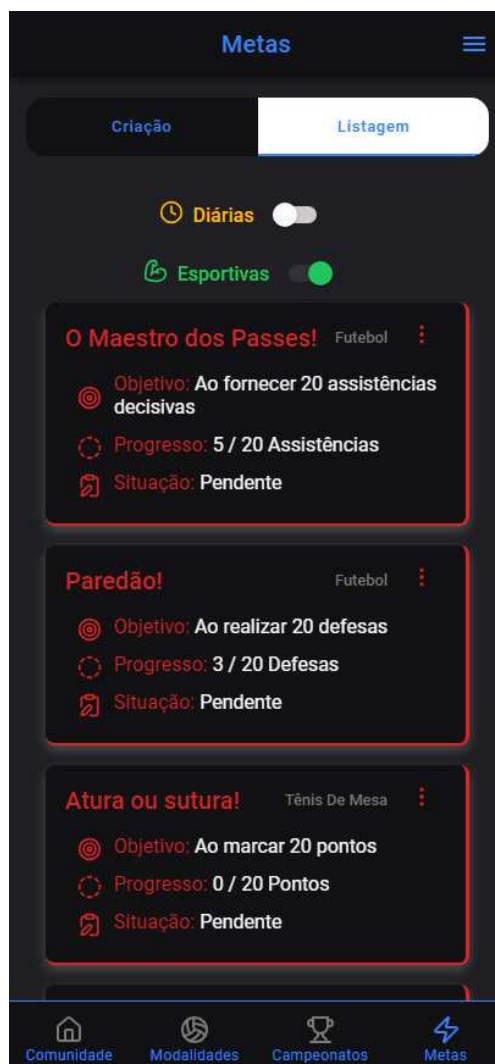 Metas
Criação Listagem
Diárias
Esportivas
O Maestro dos Passes! Futebol
Objetivo: Ao fornecer 20 assistências
decisivas
Progresso: 5 / 20 Assistências
Situação: Pendente
Paredão! Futebol
Objetivo: Ao realizar 20 defesas
Progresso: 3 / 20 Defesas
Situação: Pendente
Atura ou sutura! Tênis De Mesa
Objetivo: Ao marcar 20 pontos
Progresso: 0 / 20 Pontos
Situação: Pendente
Comunidade Modalidades Campeonatos Metas